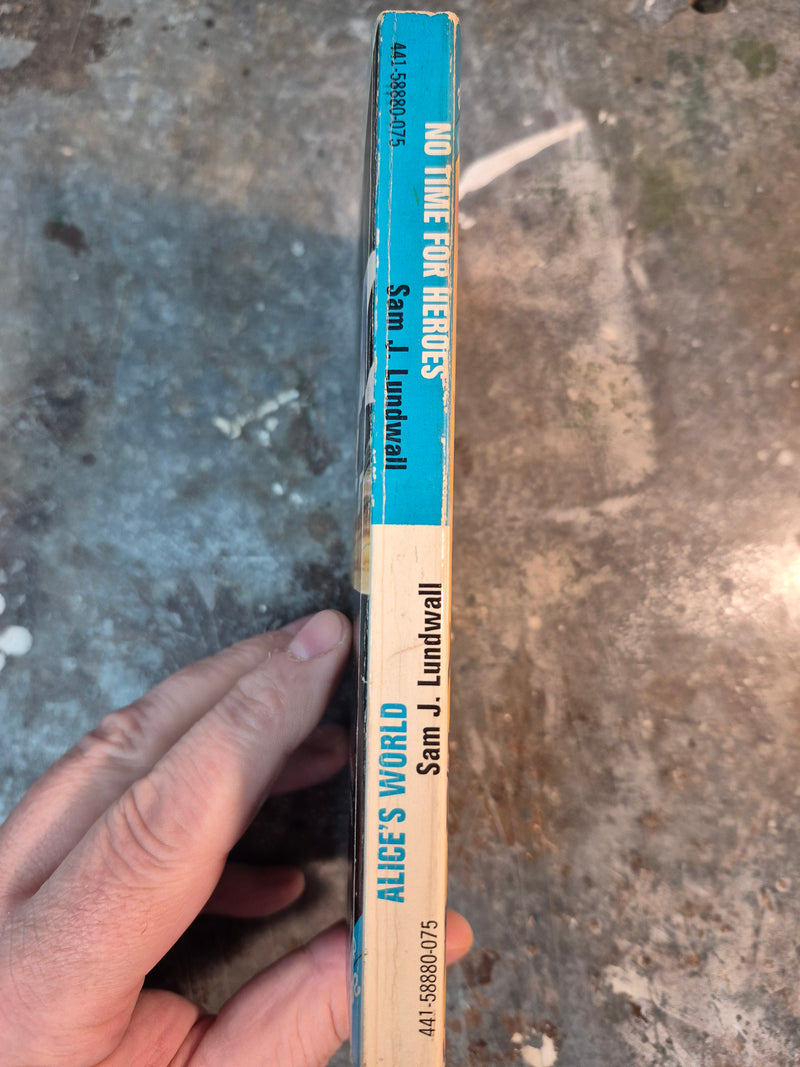 441-58880-075
NO TIME FOR HEROES
Sam J. Lundwall
ALICE'S WORLD
Sam J. Lundwall
441-58880-075